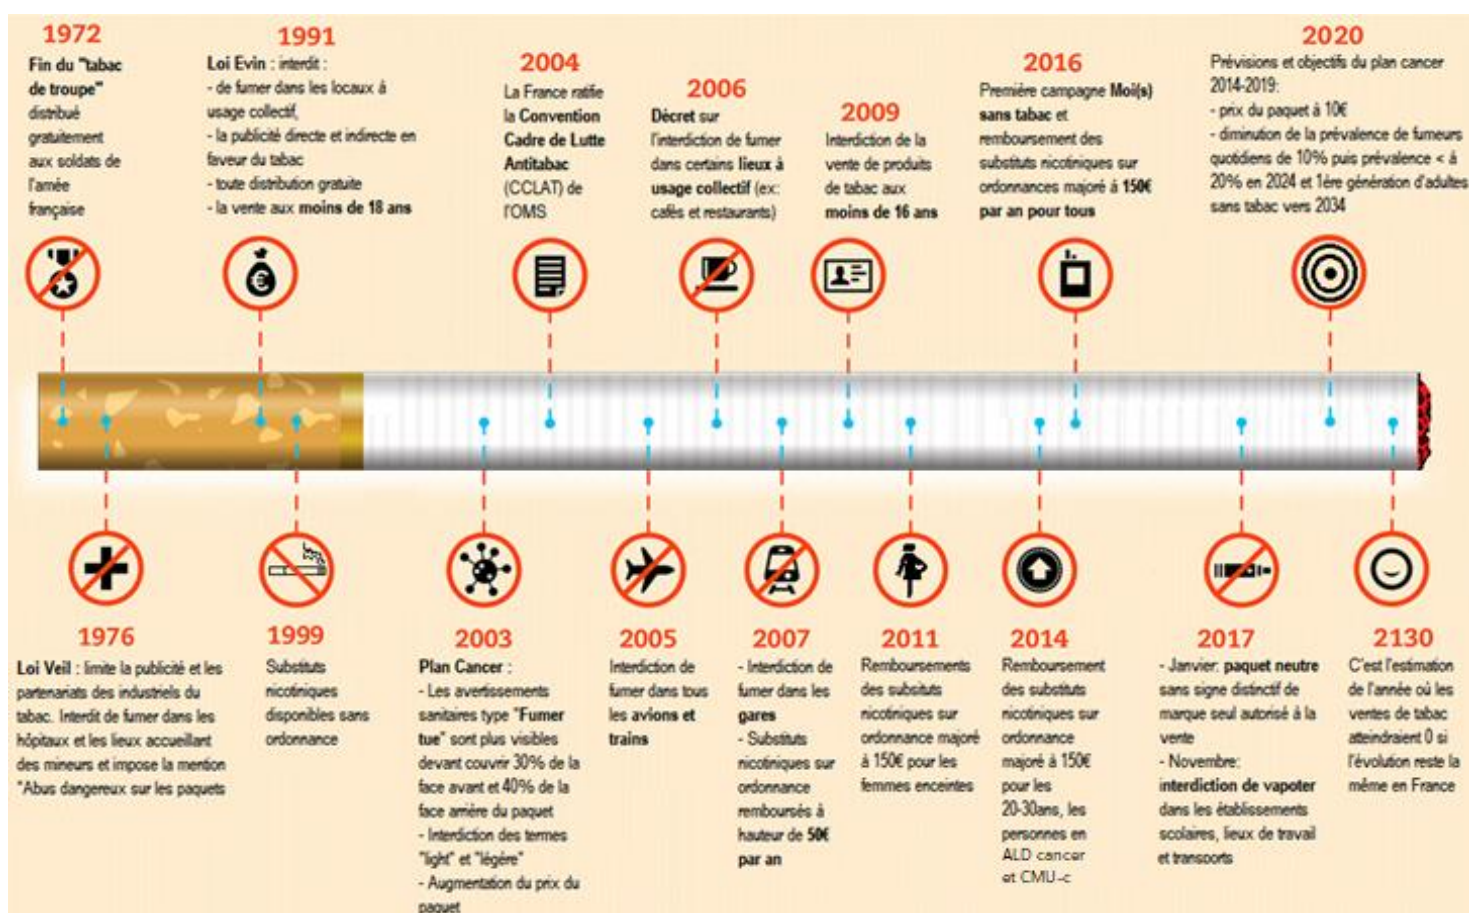 1972
Fin du "tabac
de troupe"
distribué
gratuitement
aux soldats de
l'amée
française
1991
Loi Evin : interdit :
- de fumer dans les locaux à
usage collectif,
- la publicité directe et indirecte en
faveur du tabac
- toute distribution gratuite
- la vente aux moins de 18 ans
2004
La France ratifie
la Convention
Cadre de Lutte
Antitabac
(CCLAT) de
l'OMS
2006
Décret sur
l'interdiction de fumer
dans certains lieux à
usage collectif (ex:
cafés et restaurants)
2009
Interdiction de la
vente de produits
de tabac aux
moins de 16 ans
2016
Première campagne Moi(s)
sans tabac et
remboursement des
substituts nicotiniques sur
ordonnances majoré à 150€
par an pour tous
2020
Prévisions et objectifs du plan cancer
2014-2019:
- prix du paquet à 10€
- diminution de la prévalence de fumeurs
quotidiens de 10% puis prévalence < à
20% en 2024 et 1ère génération d'adultes
sans tabac vers 2034
1976
Loi Veil : limite la publicité et les
partenariats des industriels du
tabac. Interdit de fumer dans les
hôpitaux et les lieux accueillant
des mineurs et impose la mention
"Abus dangereux sur les paquets
1999
Substituts
nicotiniques
disponibles sans
ordonnance
2003
Plan Cancer :
- Les avertissements
sanitaires type "Fumer
tue" sont plus visibles
devant couvrir 30% de la
face avant et 40% de la
face arrière du paquet
- Interdiction des termes
"light" et "légère"
- Augmentation du prix du
paquet
2005
Interdiction de
fumer dans tous
les avions et
trains
2007
- Interdiction de
fumer dans les
gares
- Substituts
nicotiniques sur
ordonnance
remboursés à
hauteur de 50€
par an
2011
Remboursements
des subsituts
nicotiniques sur
ordonnance majoré
à 150€ pour les
femmes enceintes
2014
Remboursement
des substituts
nicotiniques sur
ordonnance
majoré à 150€
pour les
20-30ans, les
personnes en
ALD cancer
et CMU-c
2017
- Janvier: paquet neutre
sans signe distinctif de
marque seul autorisé à la
vente
- Novembre:
interdiction de vapoter
dans les établissements
scolaires, lieux de travail
et transports
2130
C'est l'estimation
de l'année où les
ventes de tabac
atteindraient 0 si
l'évolution reste la
même en France